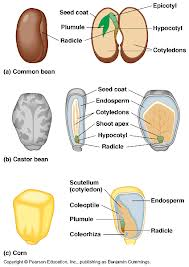 Seed coat
Epicotyl
Plumule
Hypocotyl
Radicle
Cotyledons
(a) Common bean
Seed coat
Endosperm
Cotyledons
Shoot apex
Hypocotyl
Radicle
(b) Castor bean
Scutellum
(cotyledon)
Coleoptile
Endosperm
Plumule
Radicle
Coleorhiza
(c) Corn
Copyright © Pearson Education, Inc., publishing as Benjamin Cummings.